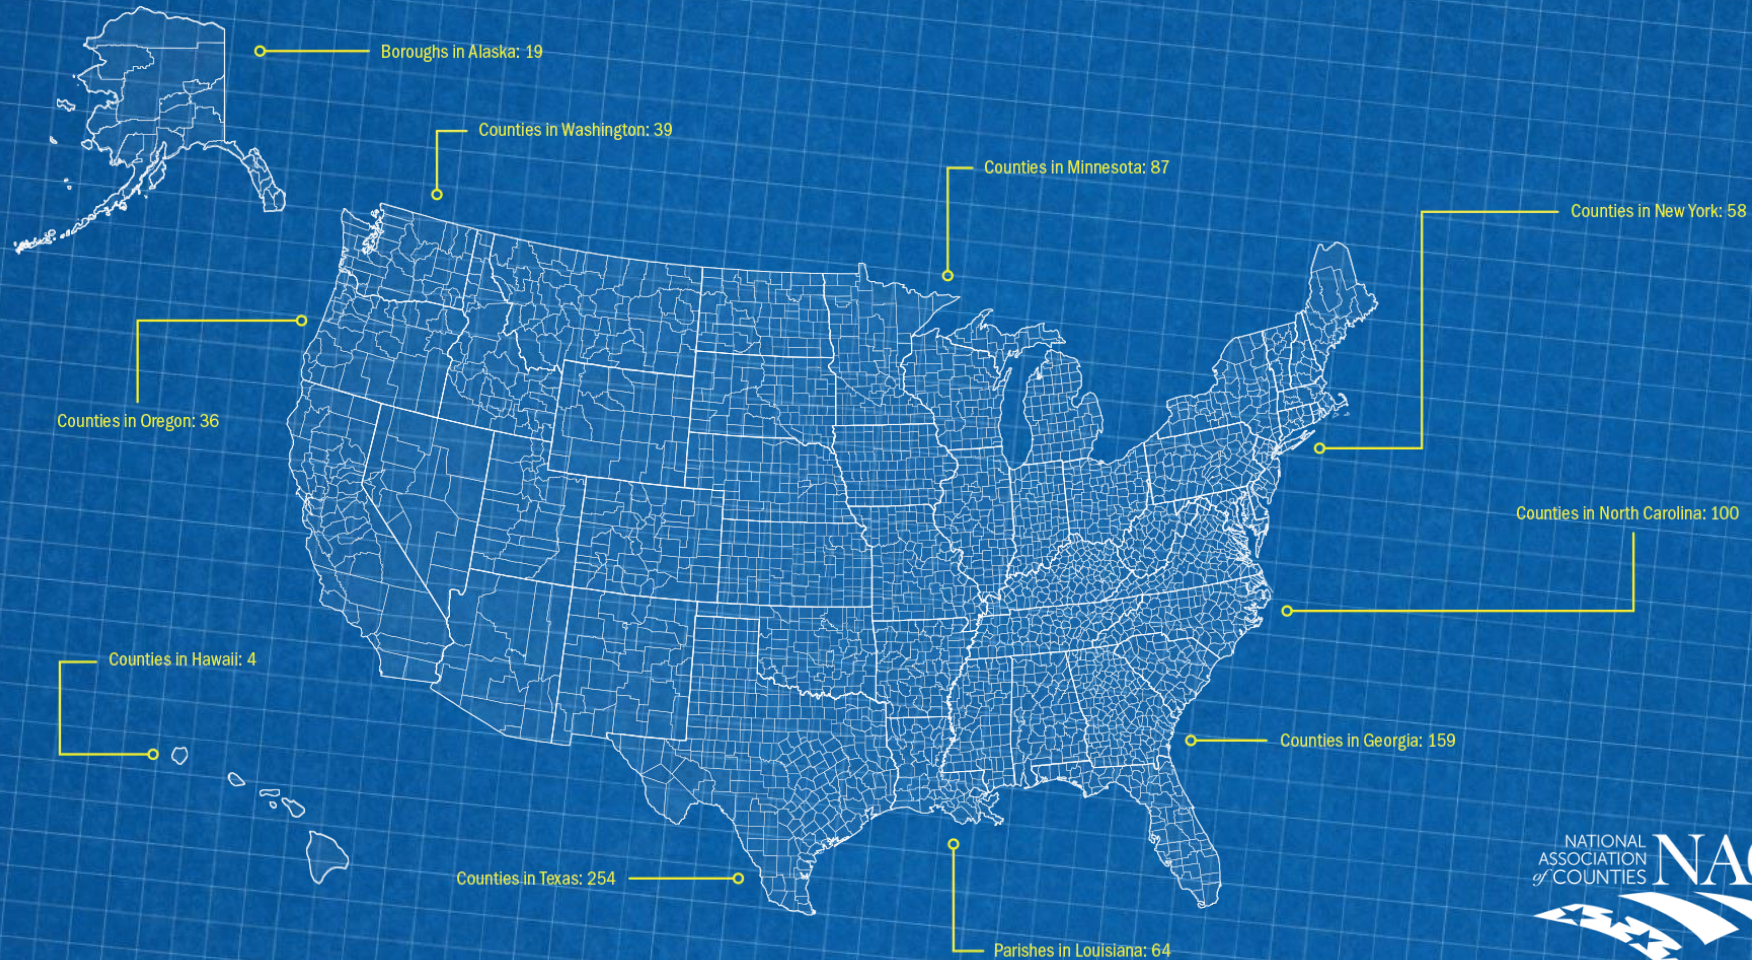 Boroughs in Alaska: 19
Counties in Washington: 39
Counties in Minnesota: 87
Counties in New York: 58
Counties in Oregon: 36
Counties in North Carolina: 100
Counties in Hawaii: 4
Counties in Georgia: 159
Counties in Texas: 254
Parishes in Louisiana: 64
NATIONAL
ASSOCIATION
of COUNTIES